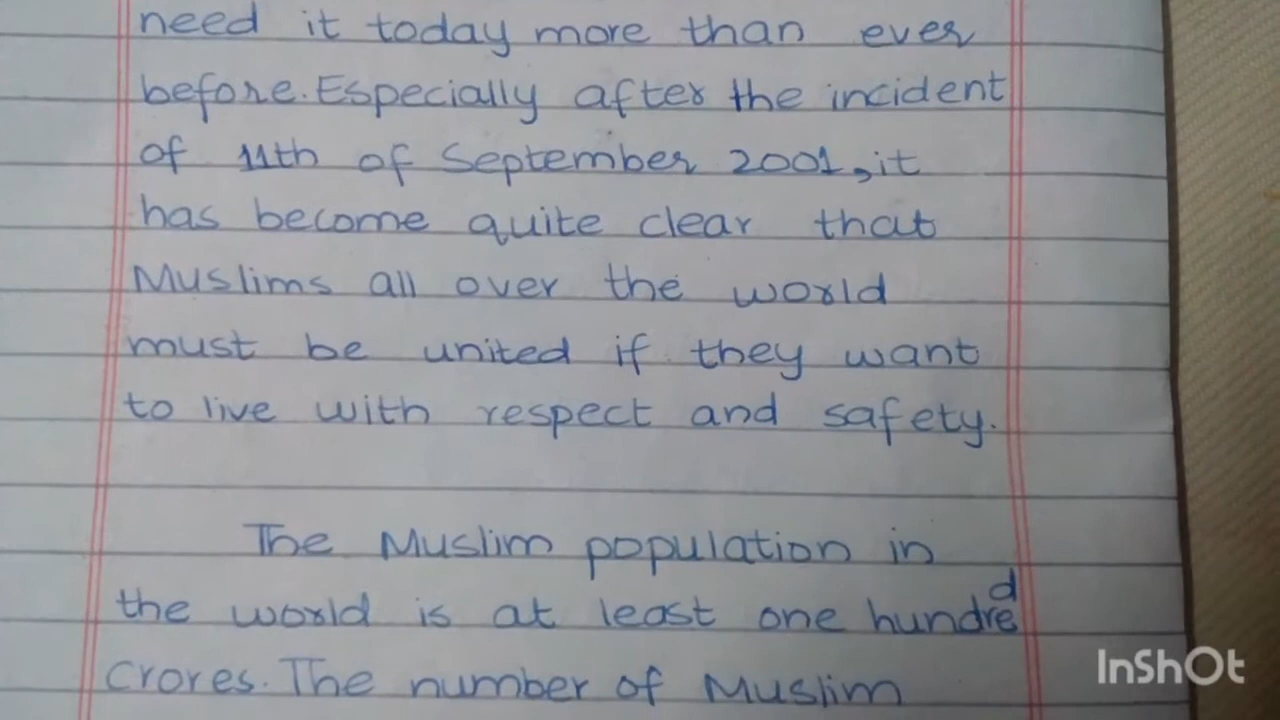 need it today more than ever
before. Especially after the incident
of 11th of September 2001, it
has become quite clear that
Muslims all over the world
must be united if they want
to live with respect and safety.
The Muslim population in
the world is at least one hundred
crores. The number of Muslim
InShOt